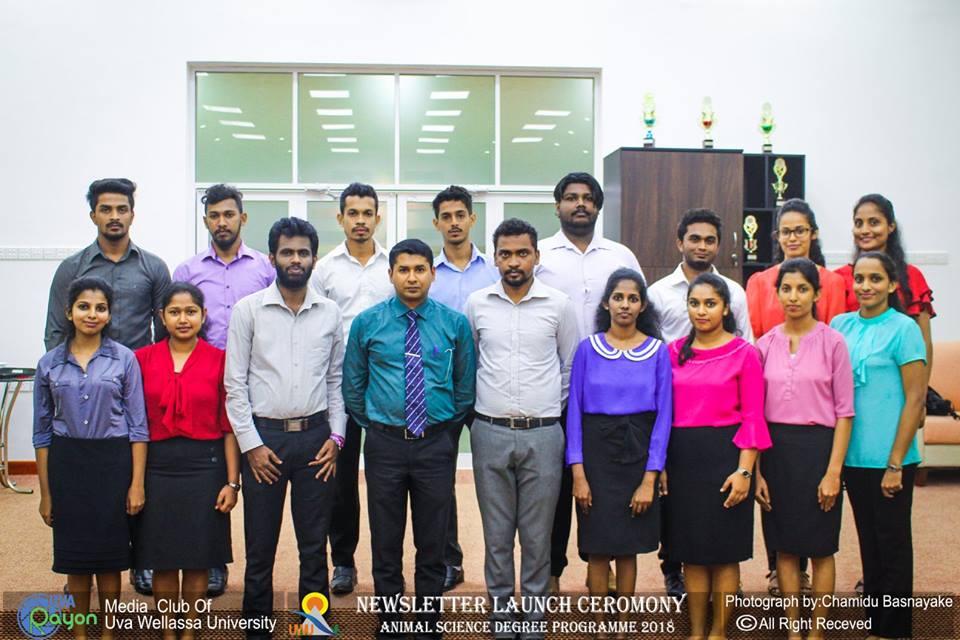 UVA
Rayon
Media Club Of
Uva Wellassa University
UWU
NEWSLETTER LAUNCH CEROMONY
ANIMAL SCIENCE DEGREE PROGRAMME 2018
Photograph by:Chamidu Basnayake
©All Right Receved